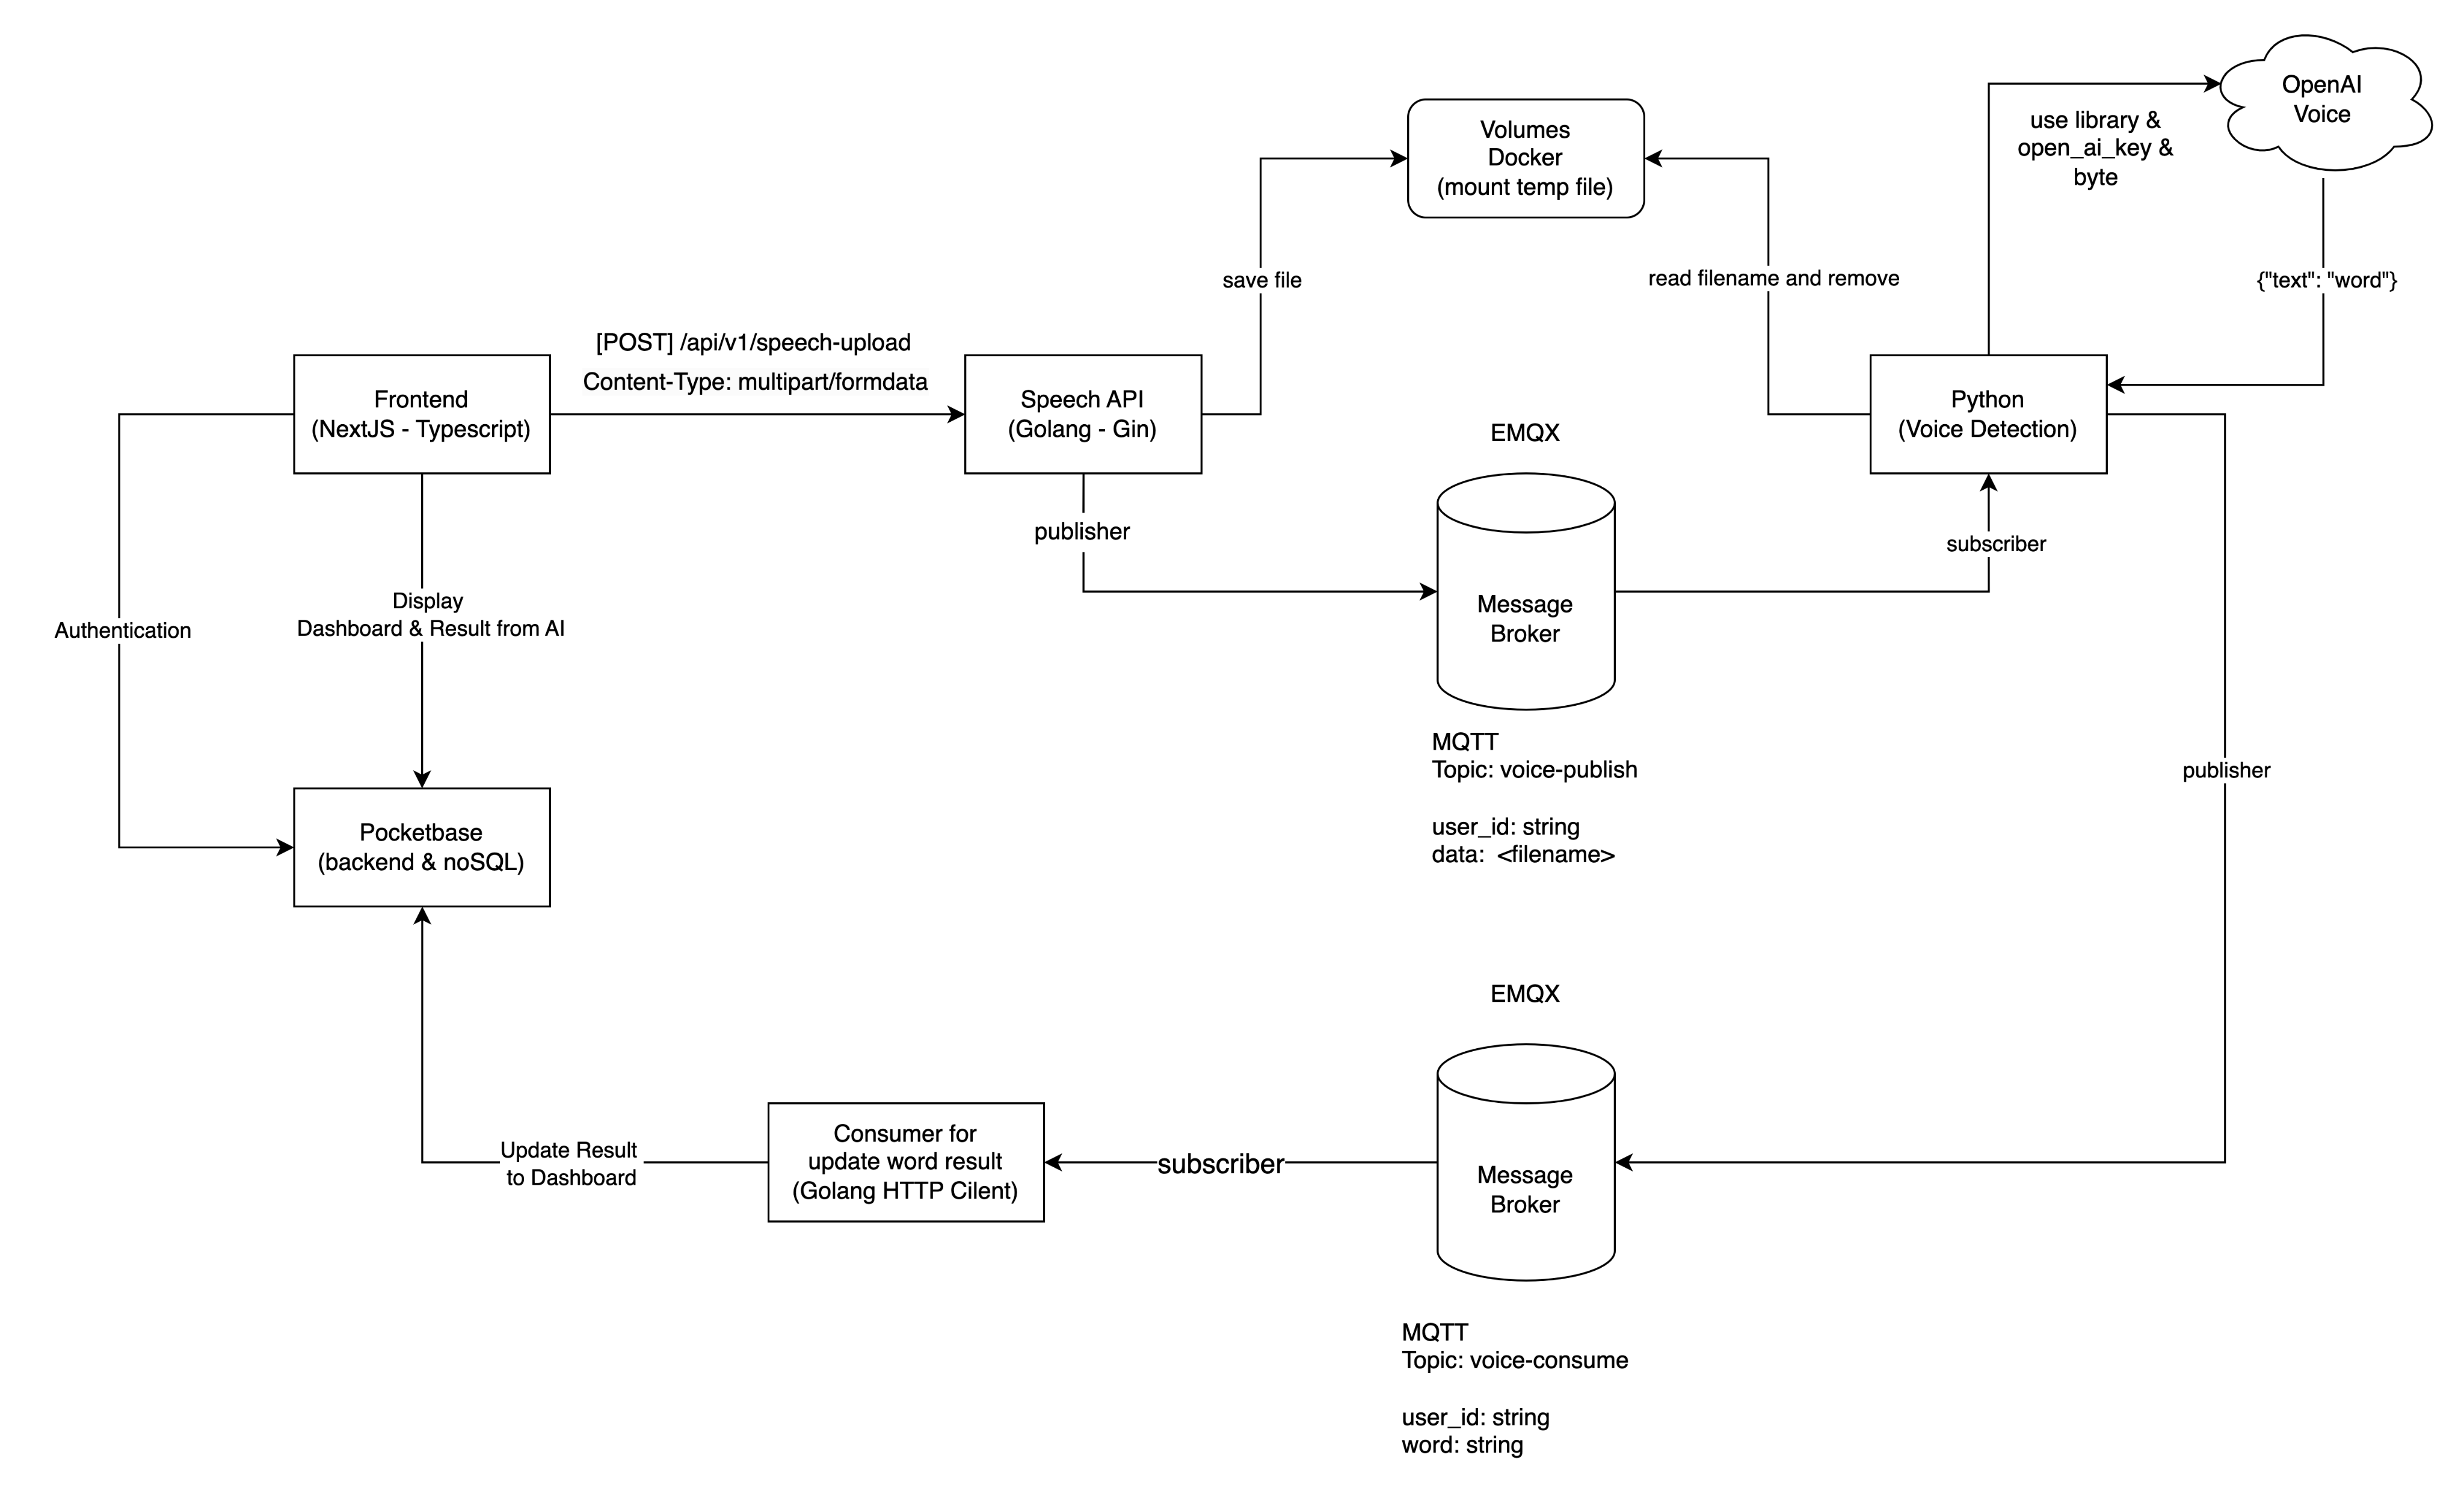 OpenAI
Voice
Volumes
Docker
(mount temp file)
use library &
open_ai_key &
byte
save file
read filename and remove
{"text": "word"}
[POST] /api/v1/speech-upload
Content-Type: multipart/formdata
Frontend
(NextJS - Typescript)
Speech API
(Golang - Gin)
Python
(Voice Detection)
EMQX
publisher
subscriber
Message
Broker
Display
Dashboard & Result from AI
Authentication
MQTT
Topic: voice-publish
user_id: string
data:  <filename>
publisher
Pocketbase
(backend & noSQL)
EMQX
Consumer for
update word result
(Golang HTTP Cilent)
Update Result
to Dashboard
subscriber
Message
Broker
MQTT
Topic: voice-consume
user_id: string
word: string